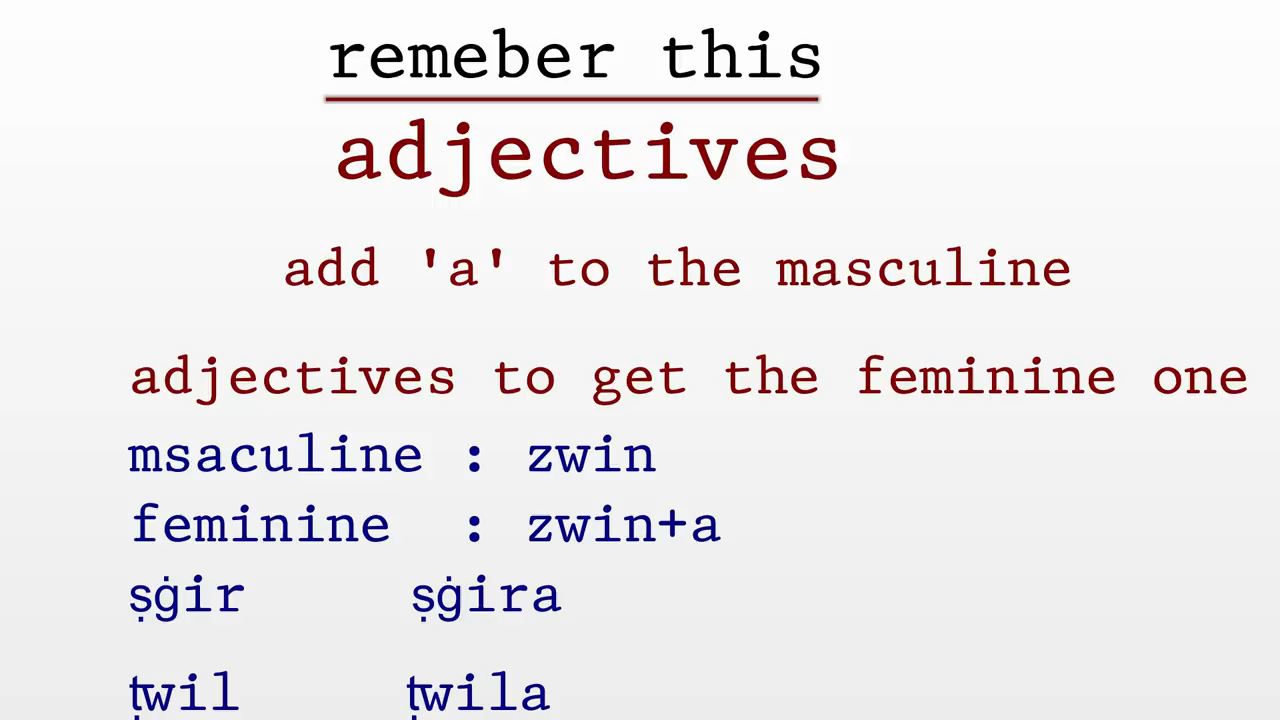 remeber this
adjectives
add 'a' to the masculine
adjectives to get the feminine one
msaculine : zwin
feminine : zwin+a
ṣġir ṣġira
ṭwil ṭwila